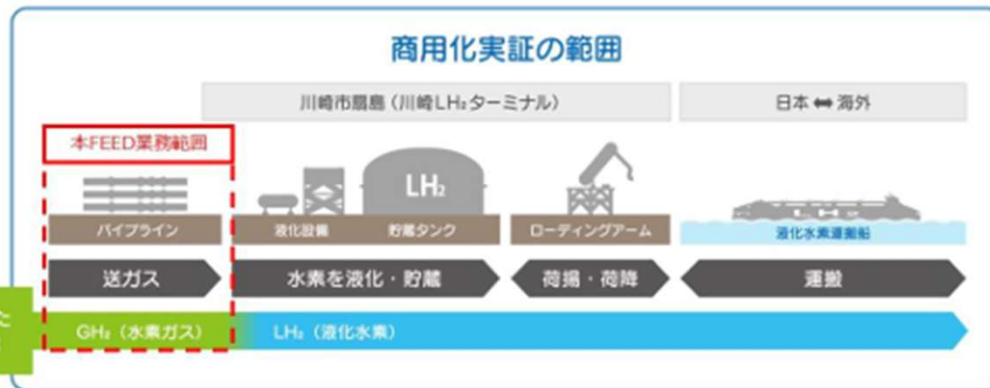 商用化実証の範囲
川崎市扇島（川崎LH₂ターミナル）
日本 ⬌ 海外
本FEED業務範囲
LH₂
LH₂
パイプライン
液化設備
貯蔵タンク
ローディングアーム
液化水素運搬船
送ガス
水素を液化・貯蔵
荷揚・荷降
運搬
た
GH₂（水素ガス）
LH₂（液化水素）